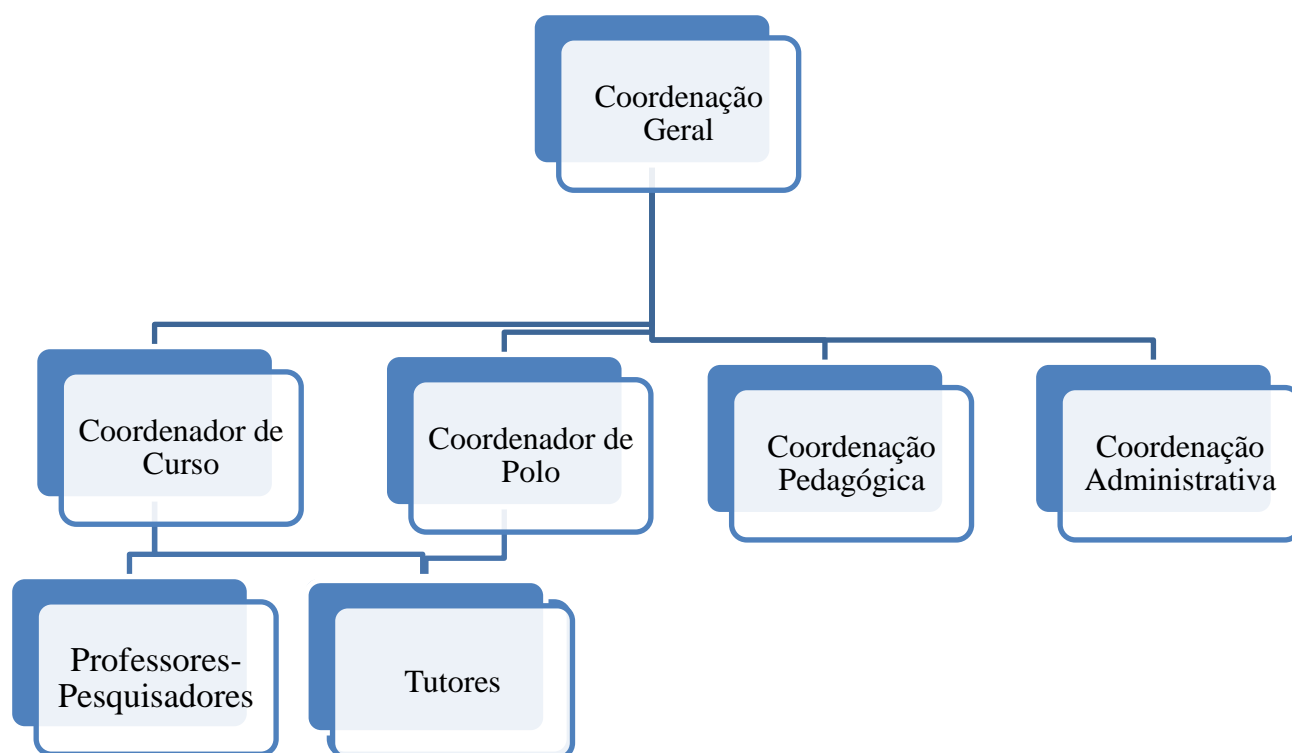 Coordenação
Geral
Coordenador de
Curso
Coordenador de
Polo
Coordenação
Pedagógica
Coordenação
Administrativa
Professores-
Pesquisadores
Tutores